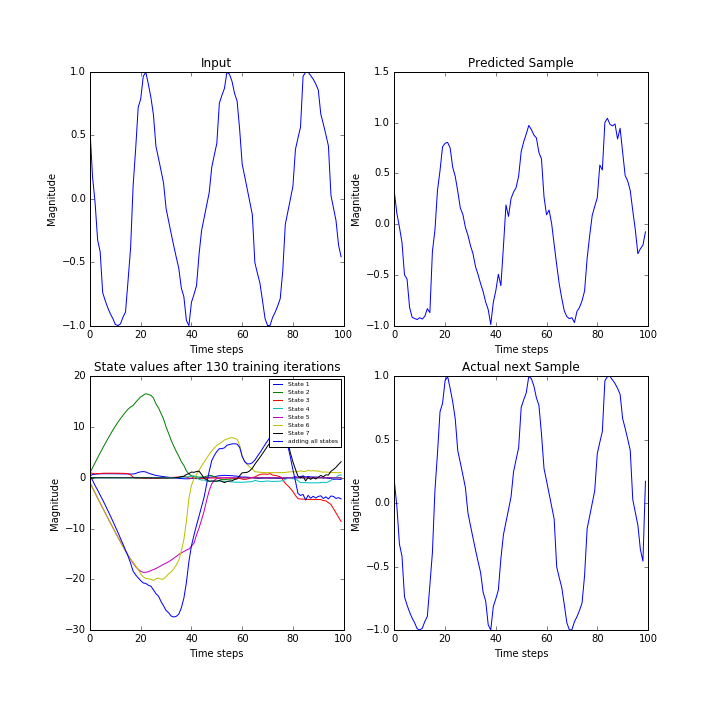 Input
1.0
0.5
0.0
−0.5
−1.0
0 20 40 60 80 100
Magnitude
Time steps
Predicted Sample
1.5
1.0
0.5
0.0
−0.5
−1.0
0 20 40 60 80 100
Magnitude
Time steps
State values after 130 training iterations
20
10
0
−10
−20
−30
0 20 40 60 80 100
Magnitude
Time steps
State 1
State 2
State 3
State 4
State 5
State 6
State 7
adding all states
Actual next Sample
1.0
0.5
0.0
−0.5
−1.0
0 20 40 60 80 100
Magnitude
Time steps